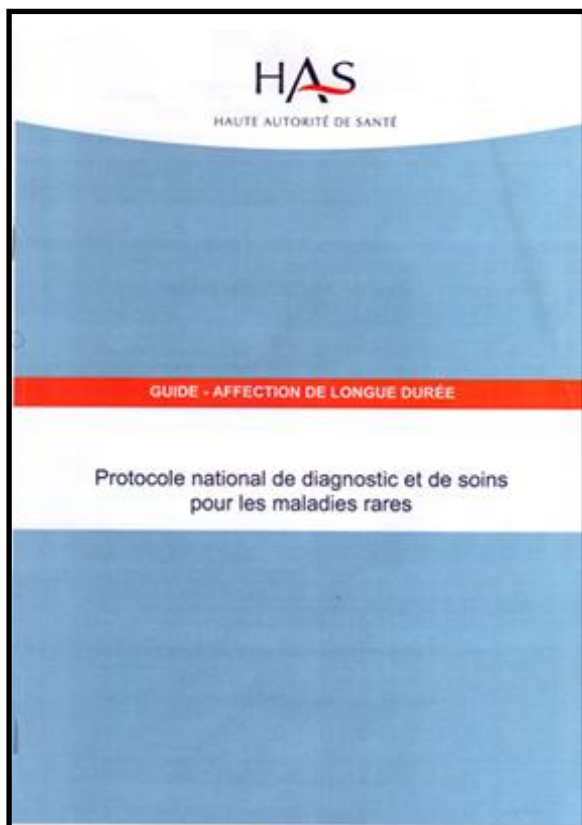 HAS
HAUTE AUTORITÉ DE SANTÉ
GUIDE - AFFECTION DE LONGUE DURÉE
Protocole national de diagnostic et de soins
pour les maladies rares